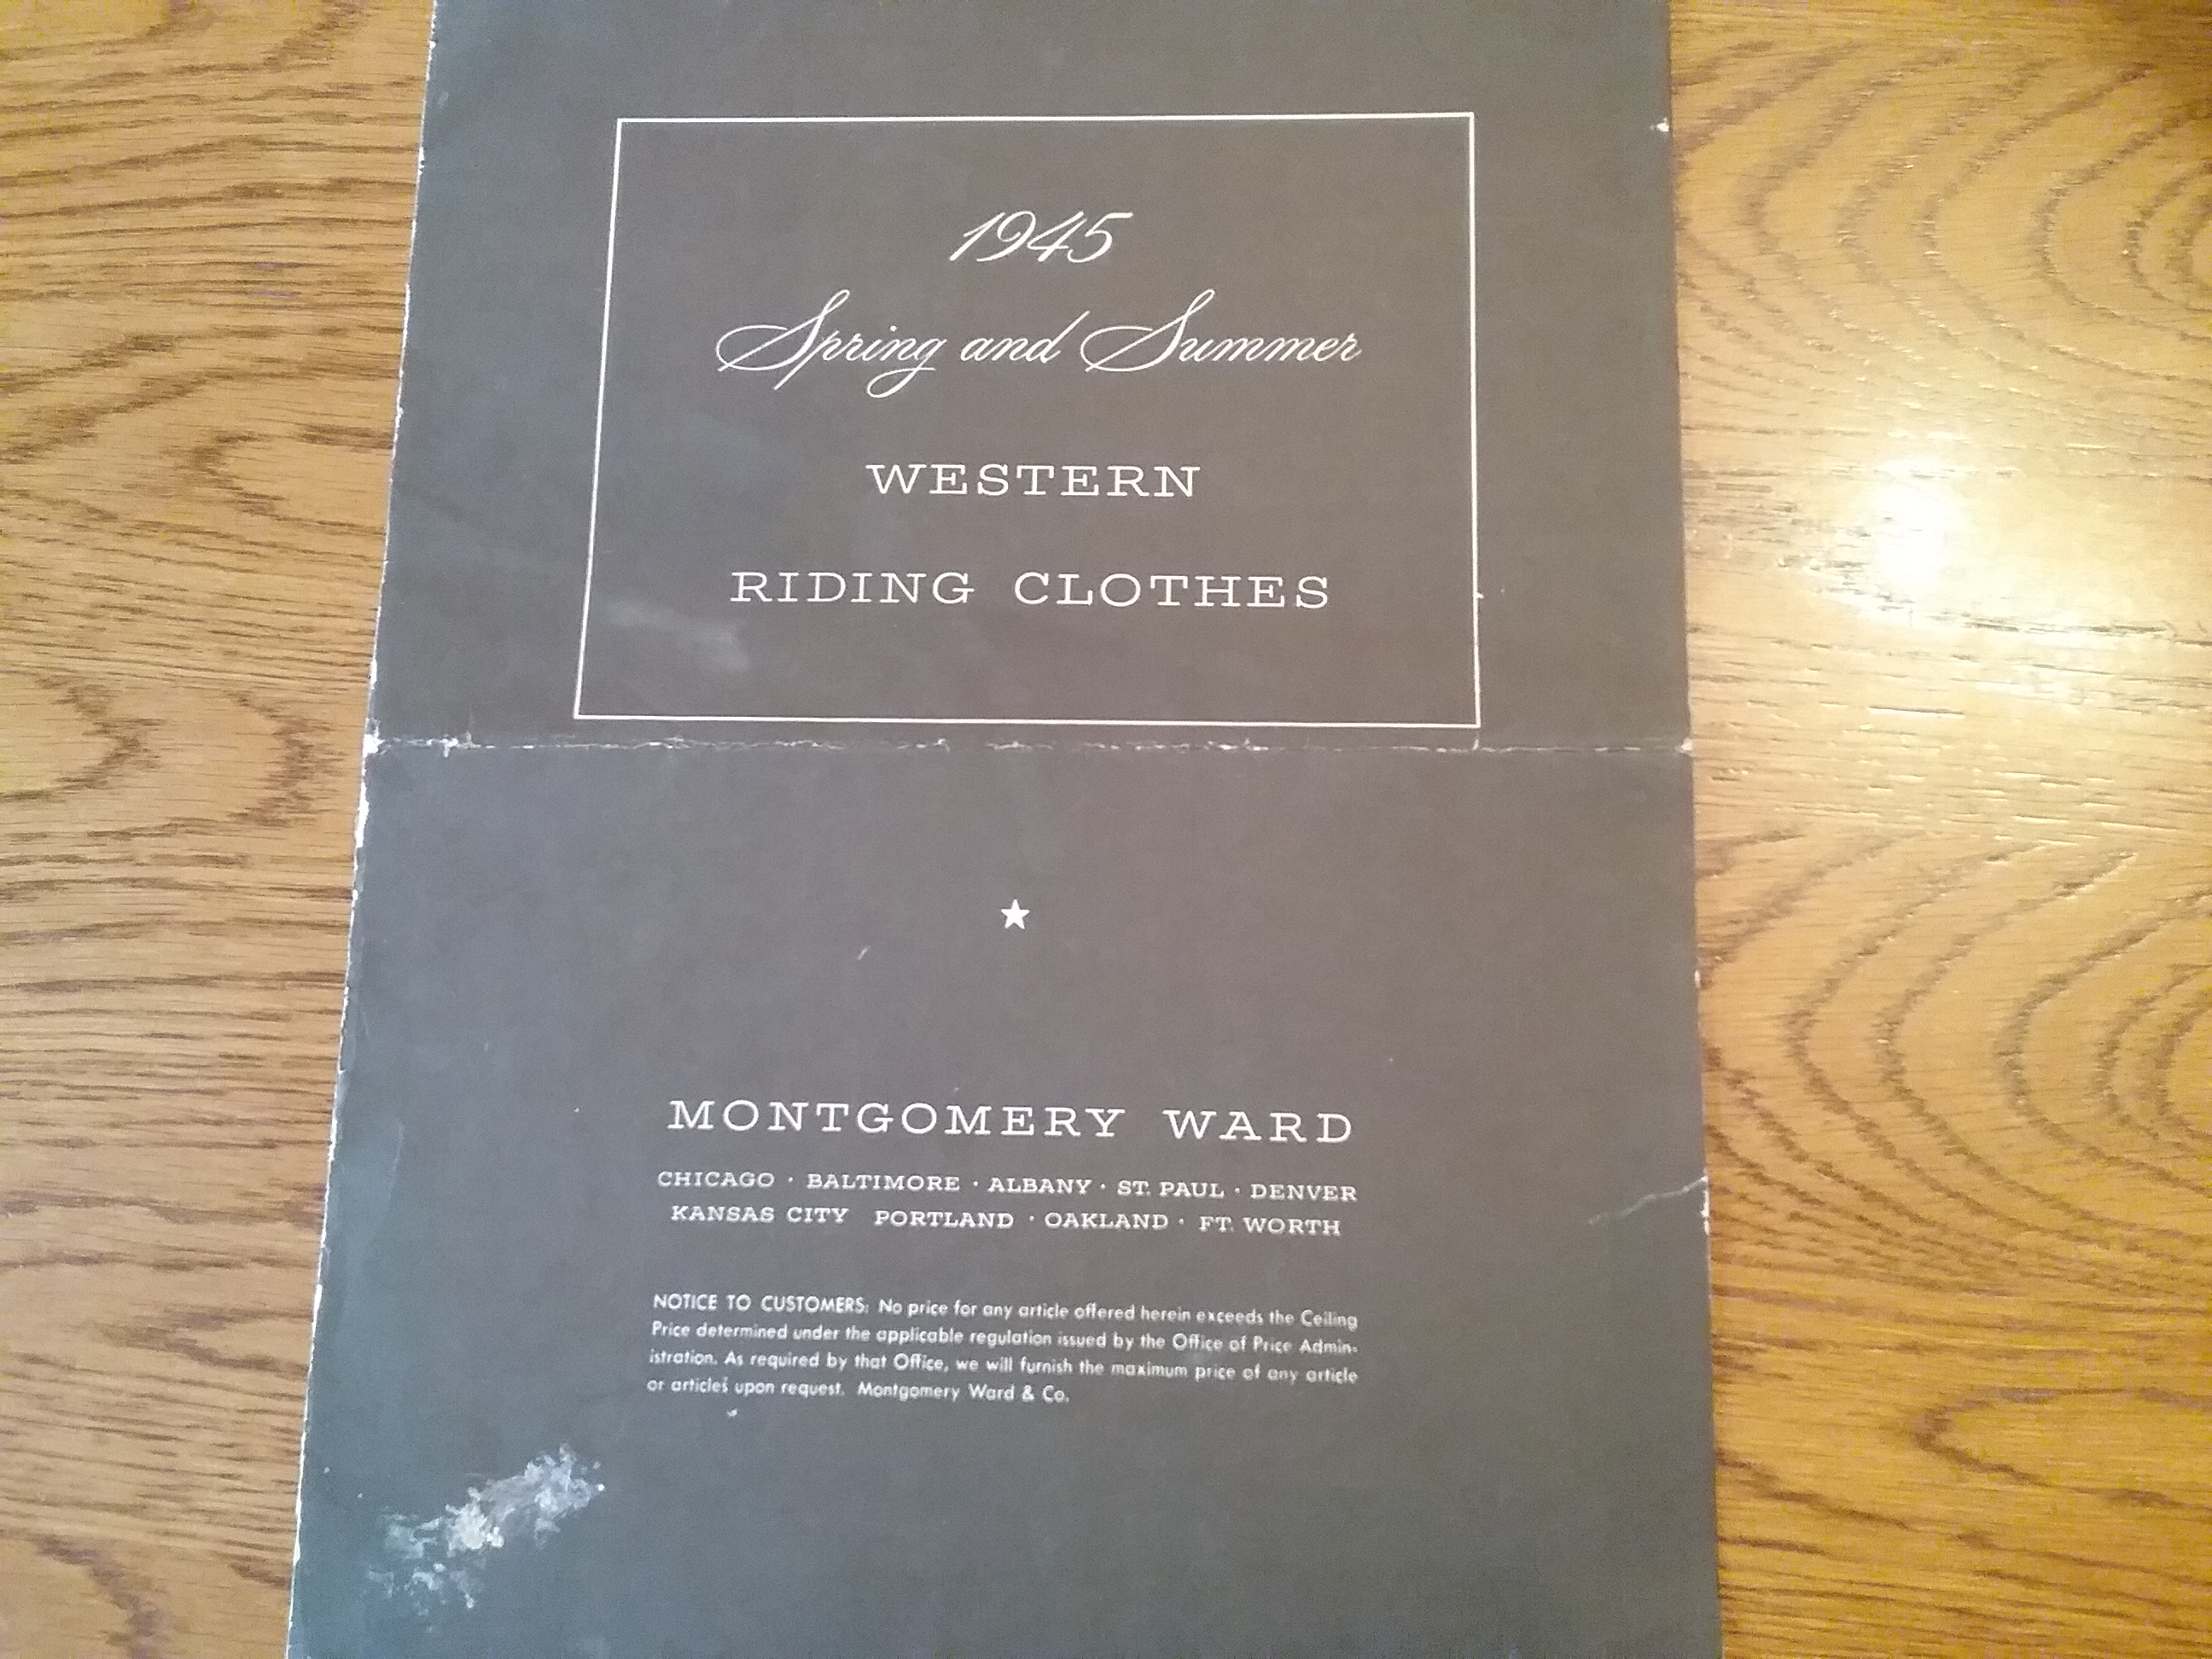 1945
Spring and Summer
WESTERN
RIDING CLOTHES
MONTGOMERY WARD
CHICAGO · BALTIMORE · ALBANY · ST. PAUL · DENVER
KANSAS CITY PORTLAND · OAKLAND · FT. WORTH
NOTICE TO CUSTOMERS: No price for any article offered herein exceeds the Ceiling
Price determined under the applicable regulation issued by the Office of Price Admin-
istration. As required by that Office, we will furnish the maximum price of any article
or articles upon request. Montgomery Ward & Co.